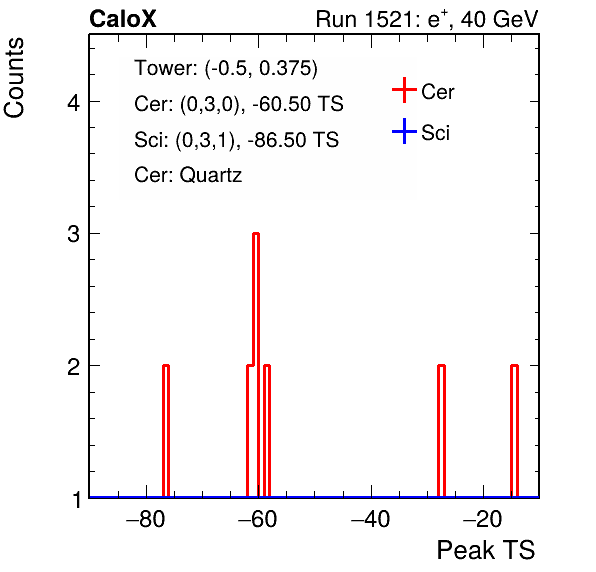 CaloX Run 1521: e⁺, 40 GeV
Counts
Tower: (-0.5, 0.375)
Cer: (0,3,0), -60.50 TS
Sci: (0,3,1), -86.50 TS
Cer: Quartz
Cer
Sci
4
3
2
1
−80 −60 −40 −20
Peak TS